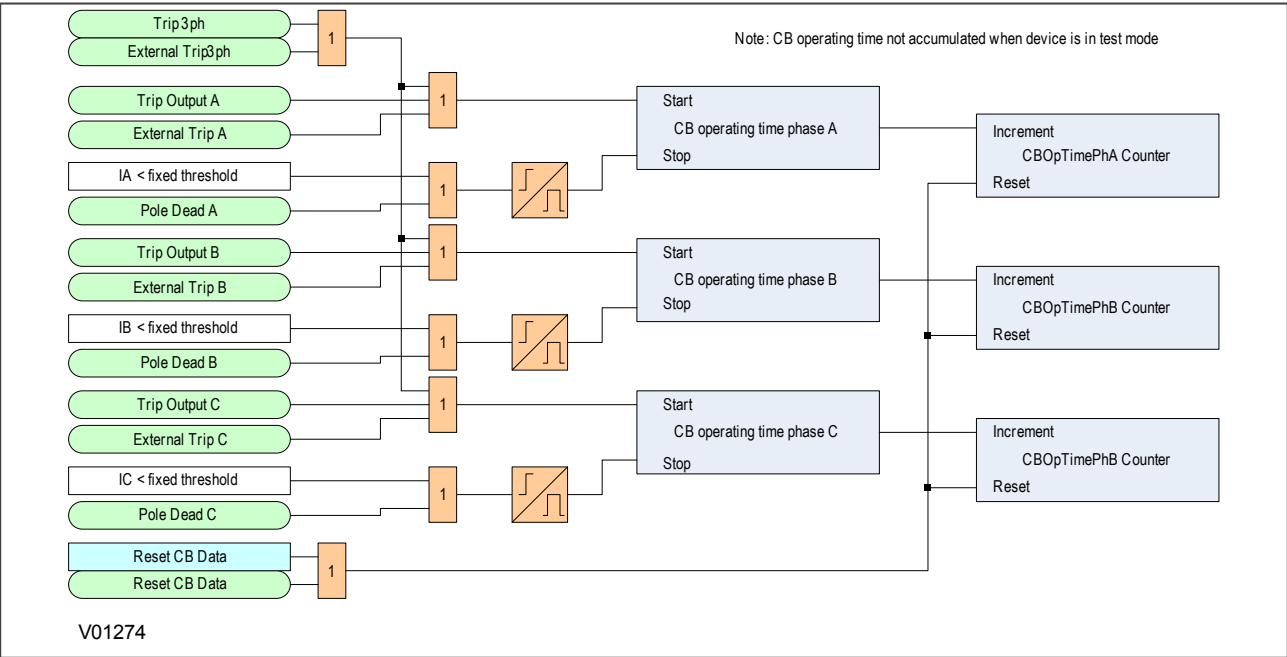 Trip 3ph
External Trip3ph
1
Note: CB operating time not accumulated when device is in test mode
Trip Output A
External Trip A
1
Start
CB operating time phase A
Stop
Increment
CBOpTimePhA Counter
Reset
IA < fixed threshold
Pole Dead A
1
Trip Output B
External Trip B
1
Start
CB operating time phase B
Stop
Increment
CBOpTimePhB Counter
Reset
IB < fixed threshold
Pole Dead B
1
Trip Output C
External Trip C
1
Start
CB operating time phase C
Stop
Increment
CBOpTimePhB Counter
Reset
IC < fixed threshold
Pole Dead C
1
Reset CB Data
Reset CB Data
1
V01274